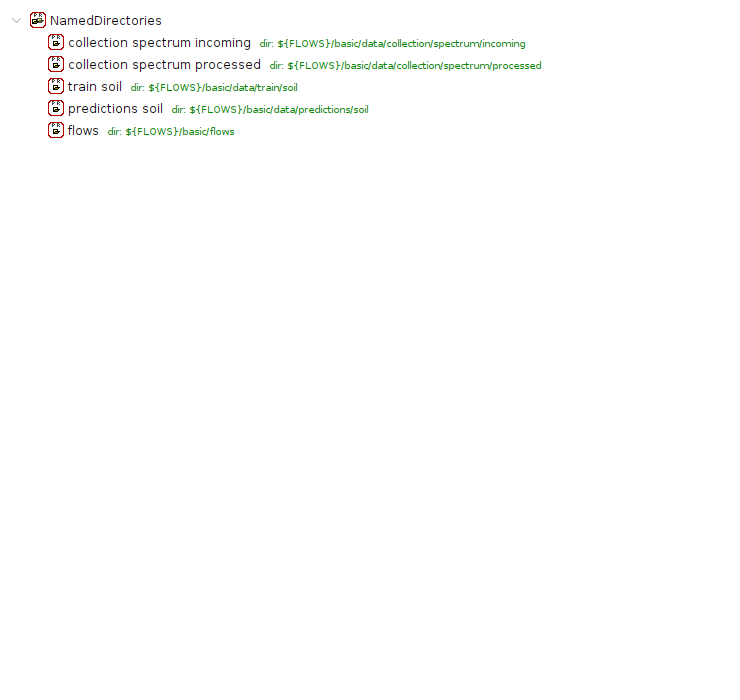 NamedDirectories
collection spectrum incoming dir: ${FLOWS}/basic/data/collection/spectrum/incoming
collection spectrum processed dir: ${FLOWS}/basic/data/collection/spectrum/processed
train soil dir: ${FLOWS}/basic/data/train/soil
predictions soil dir: ${FLOWS}/basic/data/predictions/soil
flows dir: ${FLOWS}/basic/flows